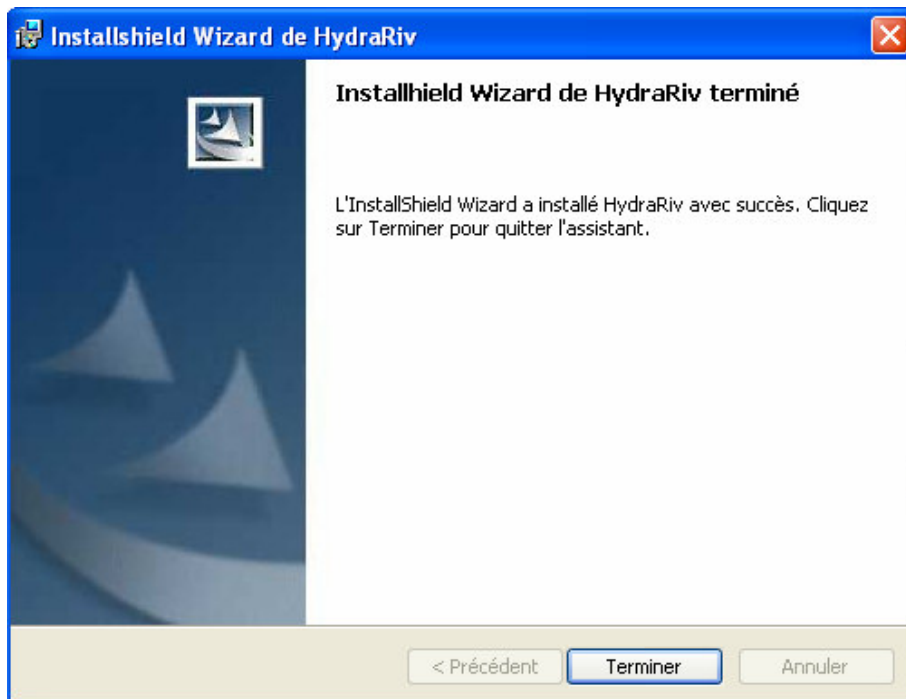 Installshield Wizard de HydraRiv
Installhield Wizard de HydraRiv terminé
L'InstallShield Wizard a installé HydraRiv avec succès. Cliquez
sur Terminer pour quitter l'assistant.
< Précédent
Terminer
Annuler